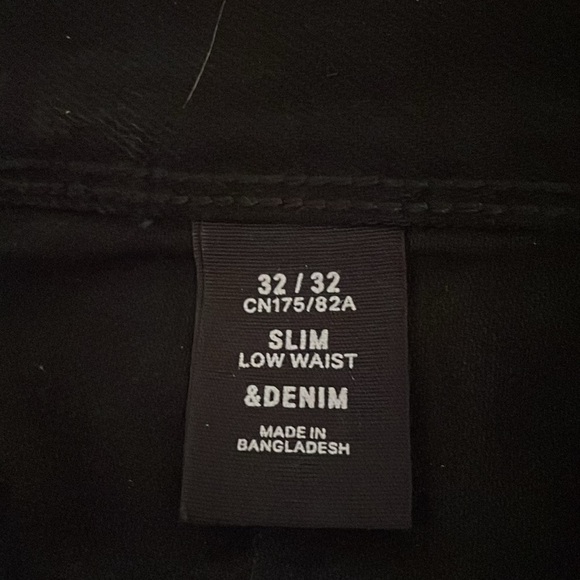 32 / 32
CN175/82A
SLIM
LOW WAIST
&DENIM
MADE IN
BANGLADESH